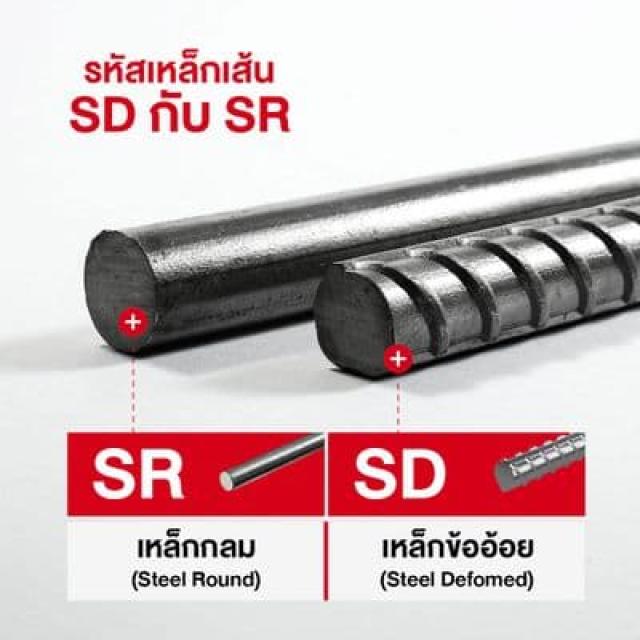 รหัสเหล็กเส้น
SD กับ SR
SR
SD
เหล็กกลม
(Steel Round)
เหล็กข้ออ้อย
(Steel Defomed)